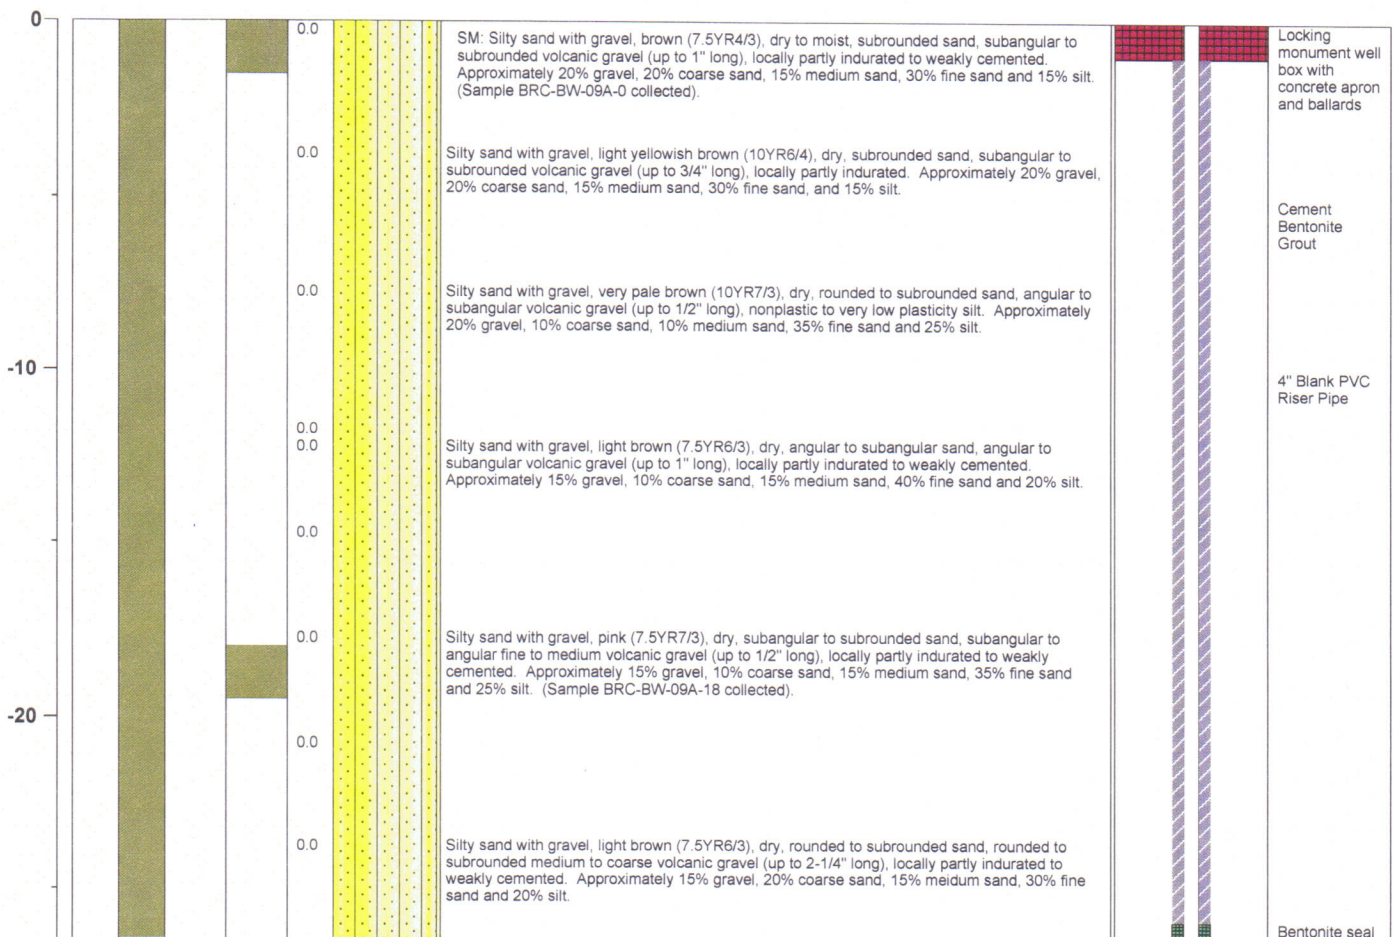 0
0.0
SM: Silty sand with gravel, brown (7.5YR4/3), dry to moist, subrounded sand, subangular to
subrounded volcanic gravel (up to 1" long), locally partly indurated to weakly cemented.
Approximately 20% gravel, 20% coarse sand, 15% medium sand, 30% fine sand and 15% silt.
(Sample BRC-BW-09A-0 collected).
Locking
monument well
box with
concrete apron
and ballards
0.0
Silty sand with gravel, light yellowish brown (10YR6/4), dry, subrounded sand, subangular to
subrounded volcanic gravel (up to 3/4" long), locally partly indurated.  Approximately 20% gravel,
20% coarse sand, 15% medium sand, 30% fine sand, and 15% silt.
Cement
Bentonite
Grout
0.0
Silty sand with gravel, very pale brown (10YR7/3), dry, rounded to subrounded sand, angular to
subangular volcanic gravel (up to 1/2" long), nonplastic to very low plasticity silt.  Approximately
20% gravel, 10% coarse sand, 10% medium sand, 35% fine sand and 25% silt.
-10
4" Blank PVC
Riser Pipe
0.0
0.0
Silty sand with gravel, light brown (7.5YR6/3), dry, angular to subangular sand, angular to
subangular volcanic gravel (up to 1" long), locally partly indurated to weakly cemented.
Approximately 15% gravel, 10% coarse sand, 15% medium sand, 40% fine sand and 20% silt.
0.0
0.0
Silty sand with gravel, pink (7.5YR7/3), dry, subangular to subrounded sand, subangular to
angular fine to medium volcanic gravel (up to 1/2" long), locally partly indurated to weakly
cemented.  Approximately 15% gravel, 10% coarse sand, 15% medium sand, 35% fine sand
and 25% silt.  (Sample BRC-BW-09A-18 collected).
-20
0.0
0.0
Silty sand with gravel, light brown (7.5YR6/3), dry, rounded to subrounded sand, rounded to
subrounded medium to coarse volcanic gravel (up to 2-1/4" long), locally partly indurated to
weakly cemented.  Approximately 15% gravel, 20% coarse sand, 15% meidum sand, 30% fine
sand and 20% silt.
Bentonite seal